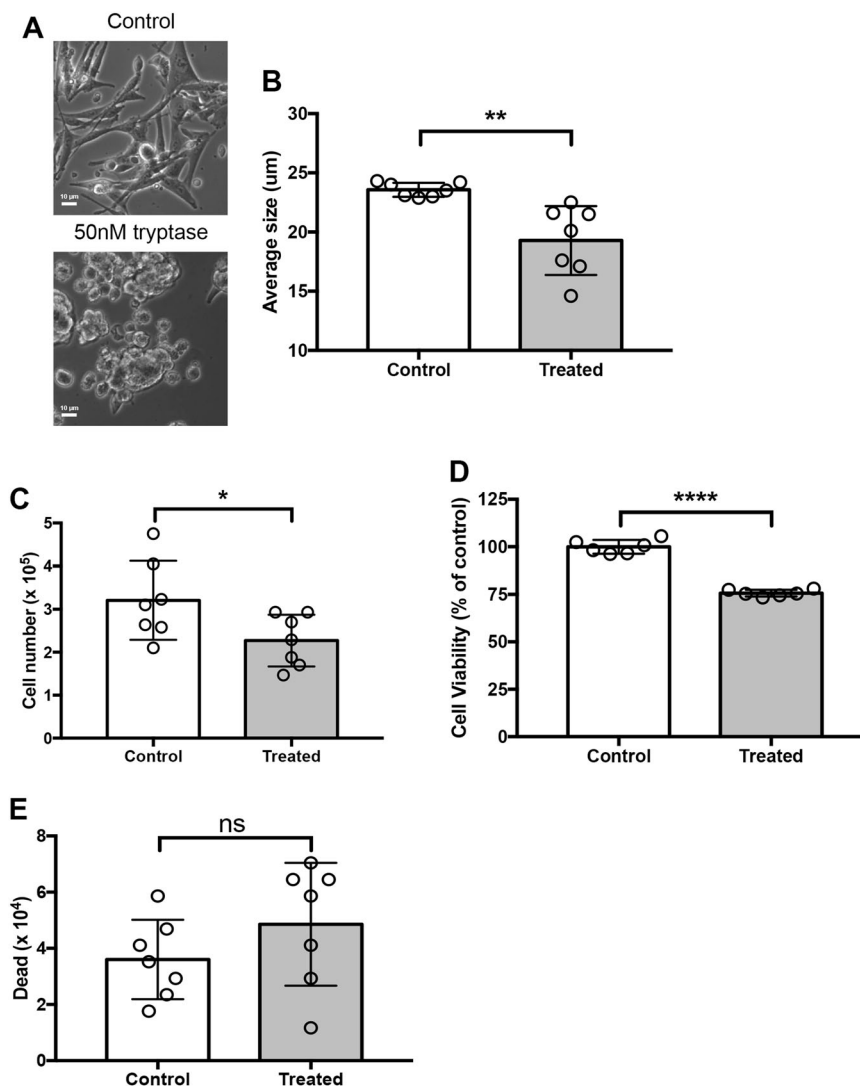 A
Control
10 µm
50nM tryptase
10 µm
B
**
Average size (um)
30
25
20
15
10
Control
Treated
C
*
Cell number (x 10⁵)
5
4
3
2
1
0
Control
Treated
D
****
Cell Viability (% of control)
125
100
75
50
25
0
Control
Treated
E
ns
Dead (x 10⁴)
8
6
4
2
0
Control
Treated